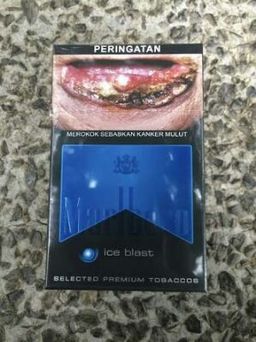 PERINGATAN
MEROKOK SEBABKAN KANKER MULUT
Marlboro
ice blast
SELECTED PREMIUM TOBACCOS